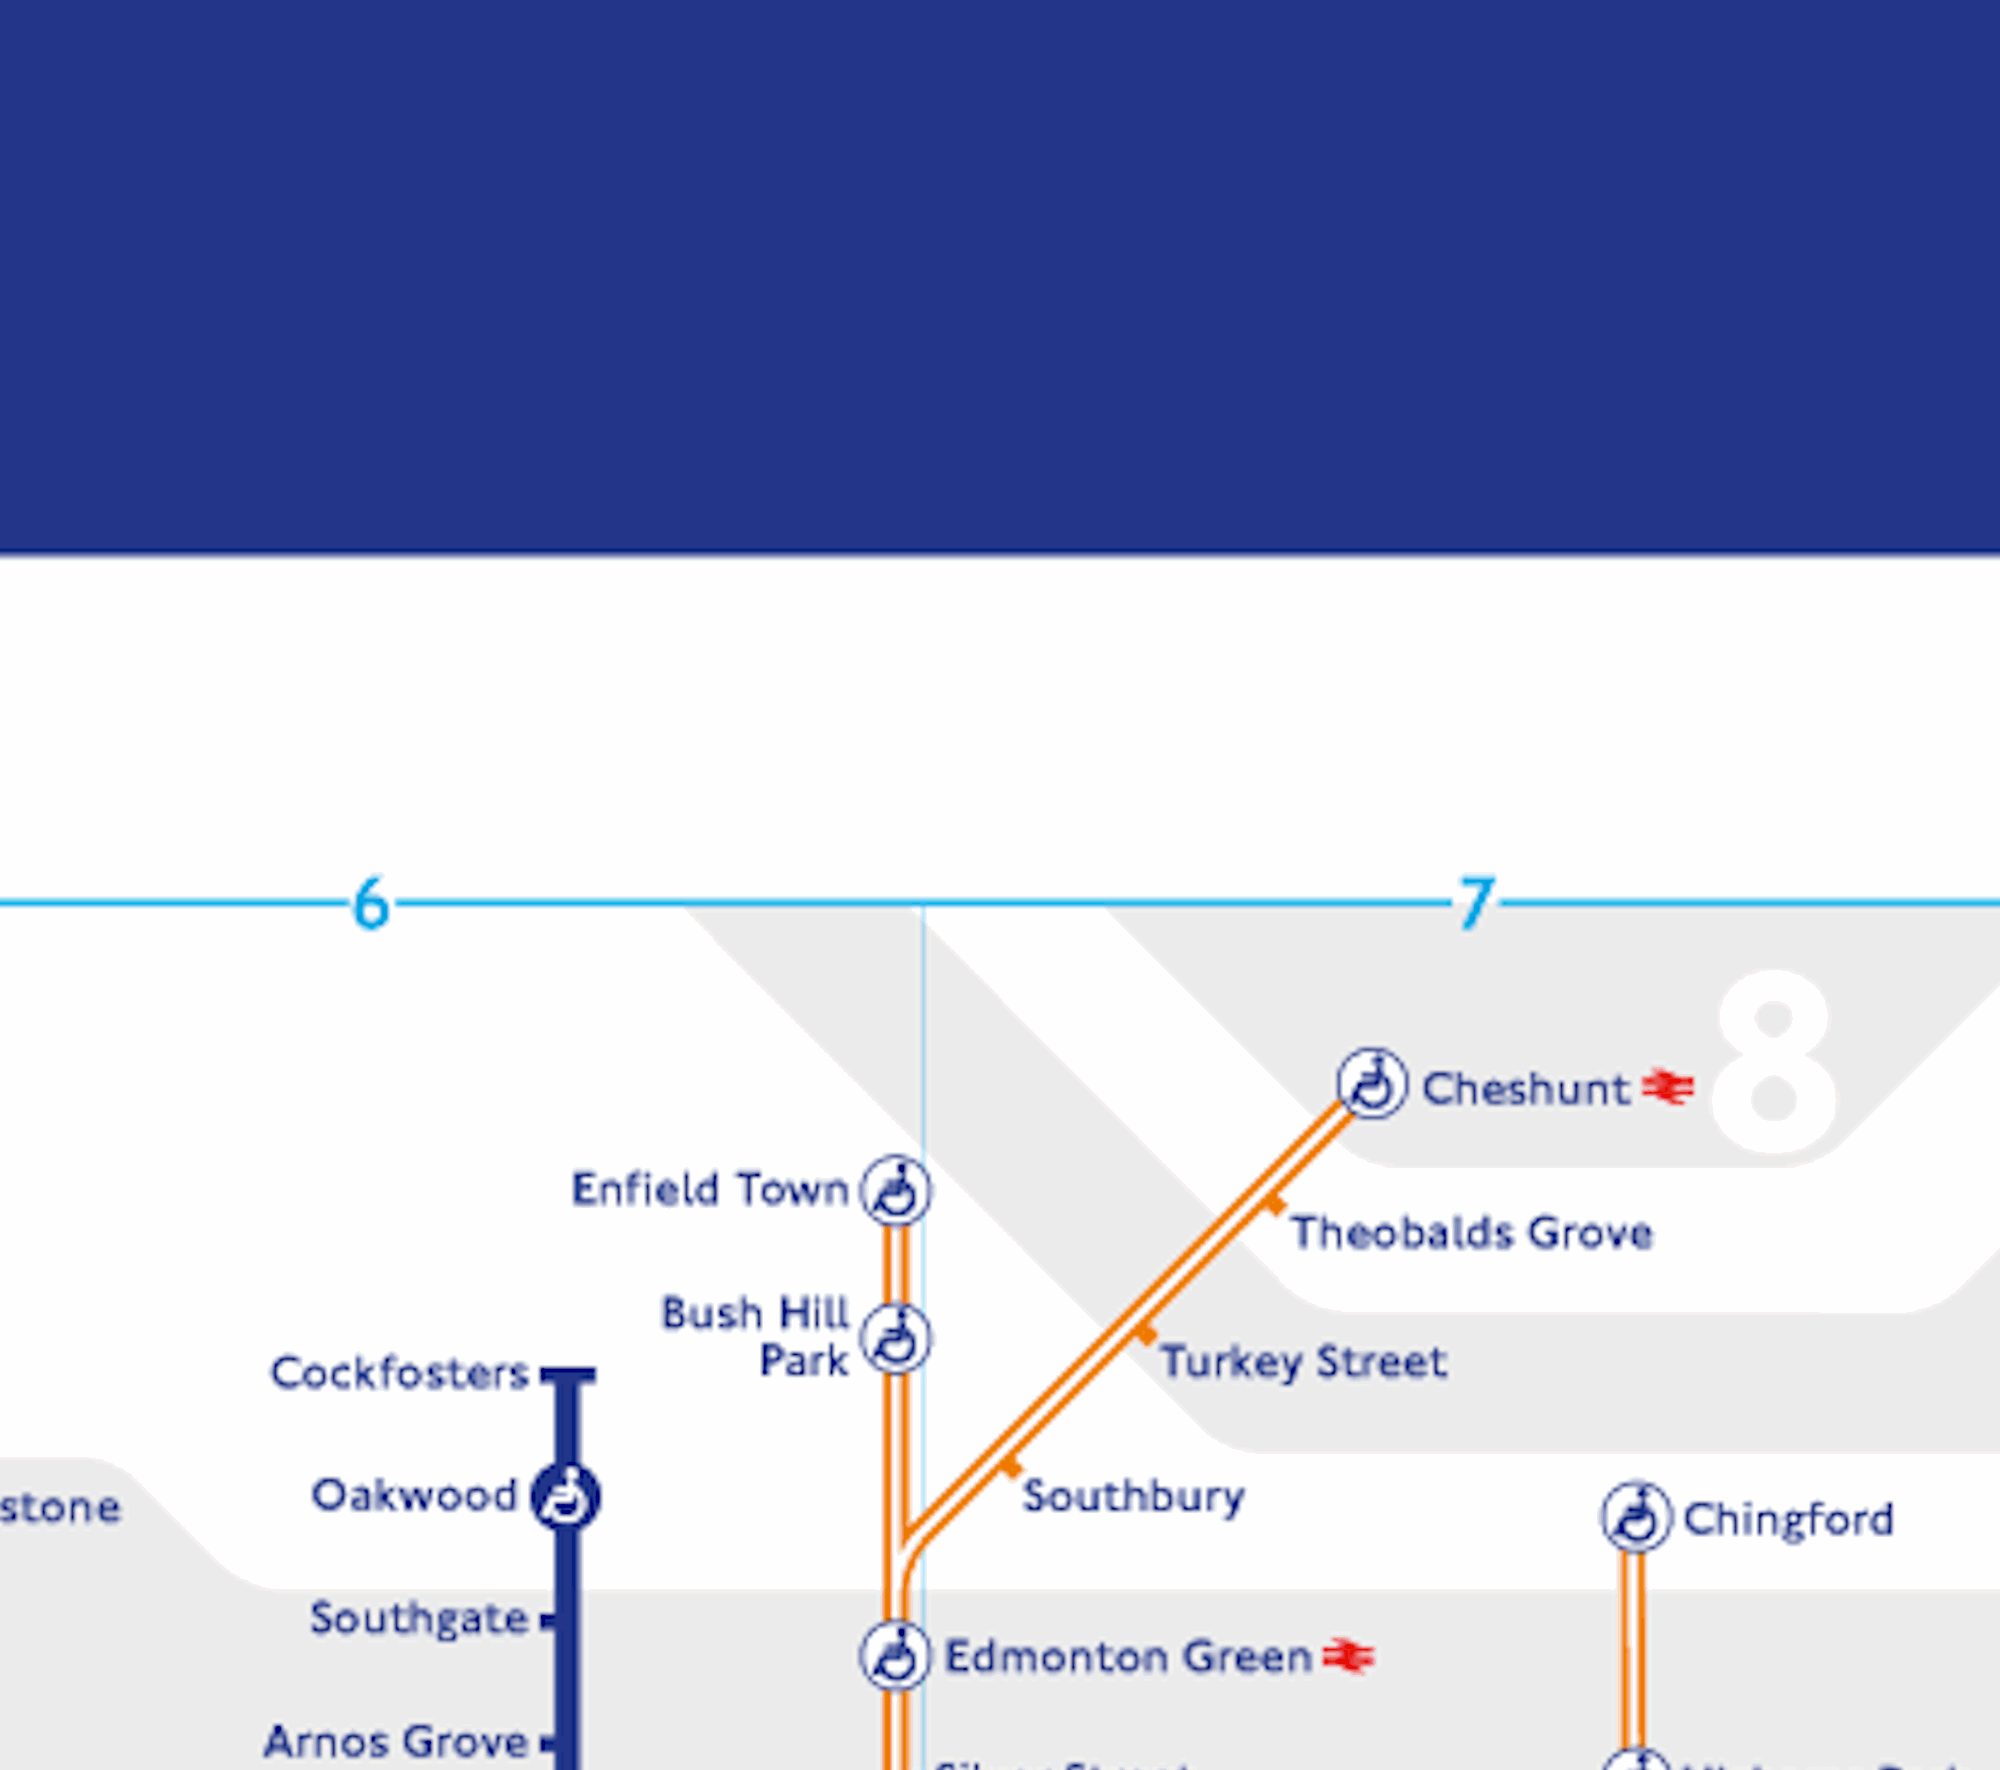 6
7
8
Cheshunt
Enfield Town
Theobalds Grove
Bush Hill
Park
Turkey Street
Cockfosters
Oakwood
Southbury
stone
Chingford
Southgate
Edmonton Green
Arnos Grove